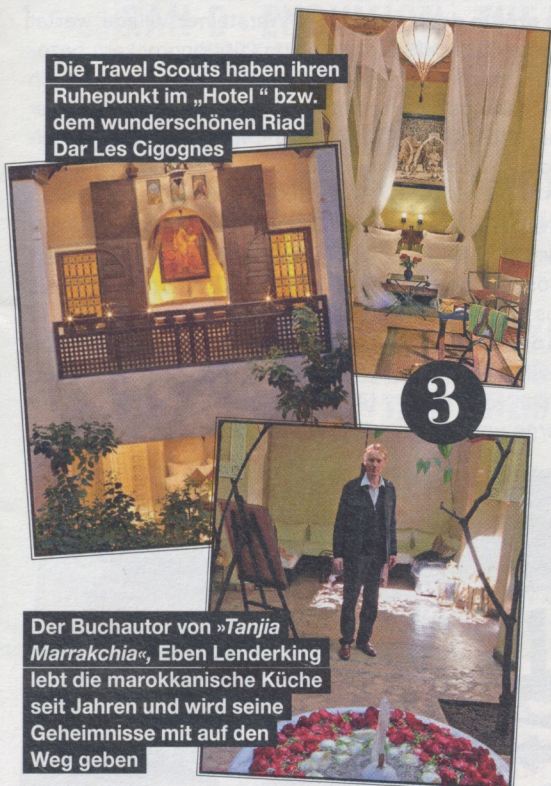 Die Travel Scouts haben ihren
Ruhepunkt im „Hotel “ bzw.
dem wunderschönen Riad
Dar Les Cigognes
3
Der Buchautor von »Tanjia
Marrakchia«, Eben Lenderking
lebt die marokkanische Küche
seit Jahren und wird seine
Geheimnisse mit auf den
Weg geben